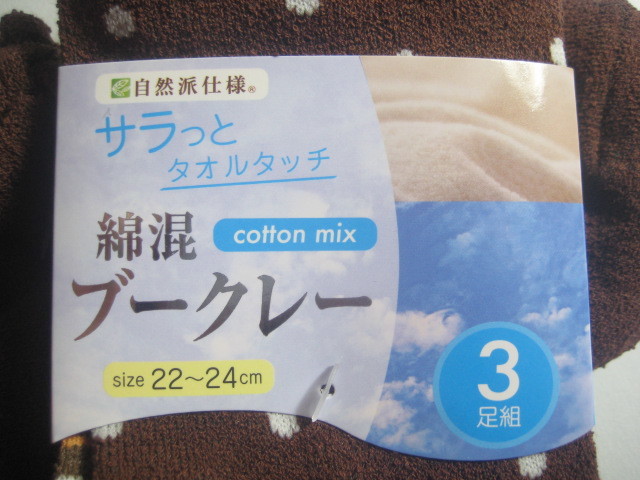 自然派仕様®
サラっと
タオルタッチ
綿混 cotton mix
ブークレー
size 22～24cm
3
足組